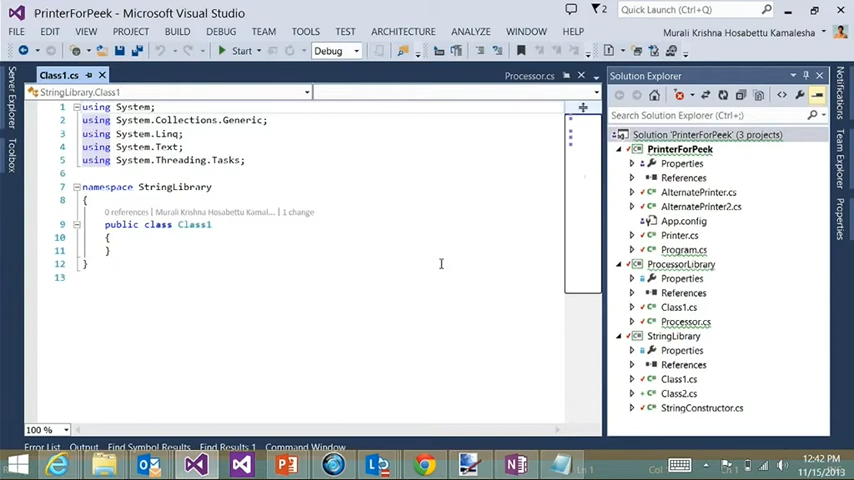 PrinterForPeek - Microsoft Visual Studio
2
Quick Launch (Ctrl+Q)
FILE EDIT VIEW PROJECT BUILD DEBUG TEAM TOOLS TEST ARCHITECTURE ANALYZE WINDOW HELP
Murali Krishna Hosabettu Kamalesha
Start
Debug
Server Explorer
Toolbox
Class1.cs
Processor.cs
StringLibrary.Class1
1 using System;
2 using System.Collections.Generic;
3 using System.Linq;
4 using System.Text;
5 using System.Threading.Tasks;
6
7 namespace StringLibrary
8 {
0 references | Murali Krishna Hosabettu Kamal... | 1 change
9 public class Class1
10 {
11 }
12 }
13
100 %
Solution Explorer
Search Solution Explorer (Ctrl+;)
Solution 'PrinterForPeek' (3 projects)
PrinterForPeek
Properties
References
AlternatePrinter.cs
AlternatePrinter2.cs
App.config
Printer.cs
Program.cs
ProcessorLibrary
Properties
References
Class1.cs
Processor.cs
StringLibrary
Properties
References
Class1.cs
Class2.cs
StringConstructor.cs
Notifications
Team Explorer
Properties
Error List Output Find Symbol Results Find Results 1 Command Window
Ln 1
Col
Ch 1
12:42 PM
11/15/2013